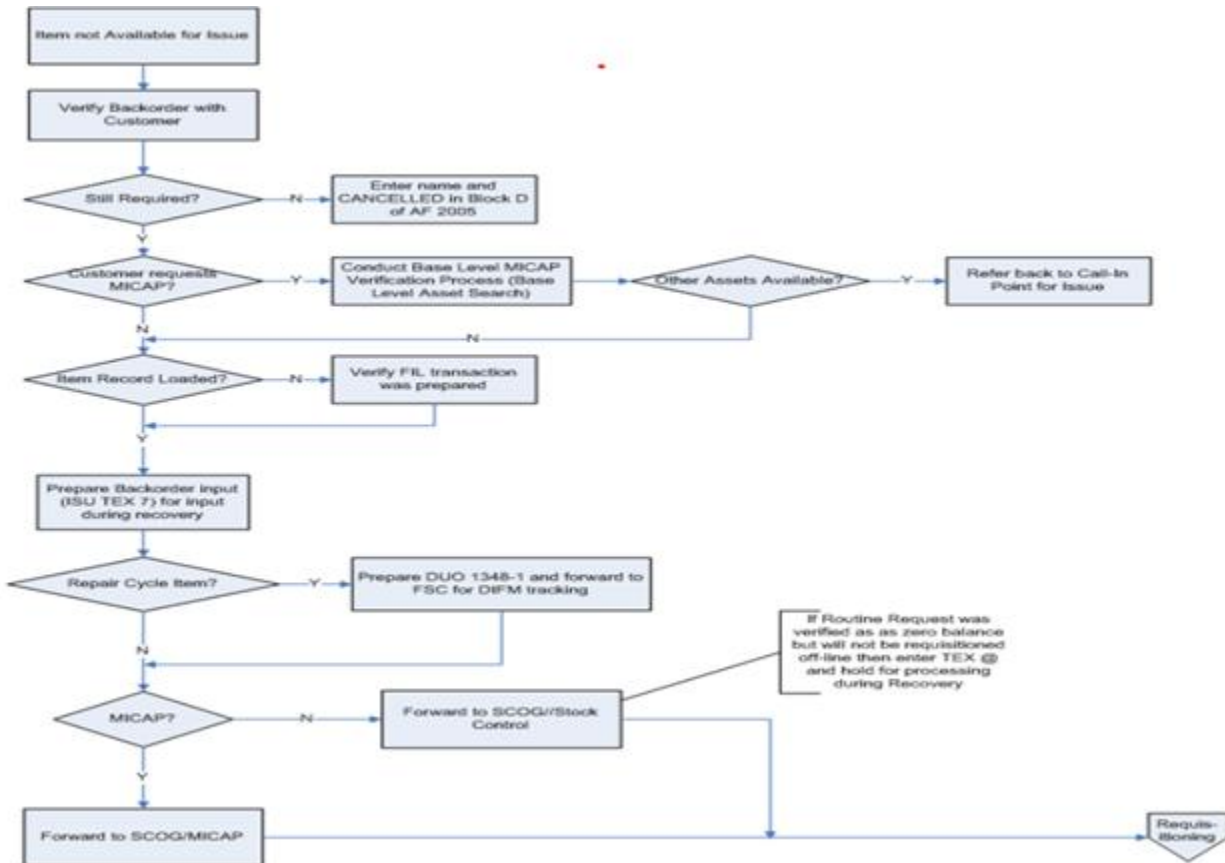 Item not Available for Issue
Verify Backorder with
Customer
Still Required?
N
Enter name and
CANCELLED in Block D
of AF 2005
Y
Customer requests
MICAP?
Y
Conduct Base Level MICAP
Verification Process (Base
Level Asset Search)
Other Assets Available?
Y
Refer back to Call-In
Point for Issue
N
N
Item Record Loaded?
N
Verify FIL transaction
was prepared
Y
Prepare Backorder input
(ISU TEX 7) for input
during recovery
Repair Cycle Item?
Y
Prepare DUO 1348-1 and forward to
FSC for DIFM tracking
If Routine Request was
verified as as zero balance
but will not be requisitioned
off-line then enter TEX @
and hold for processing
during Recovery
N
MICAP?
N
Forward to SCOG//Stock
Control
Y
Forward to SCOG/MICAP
Requis-
itioning